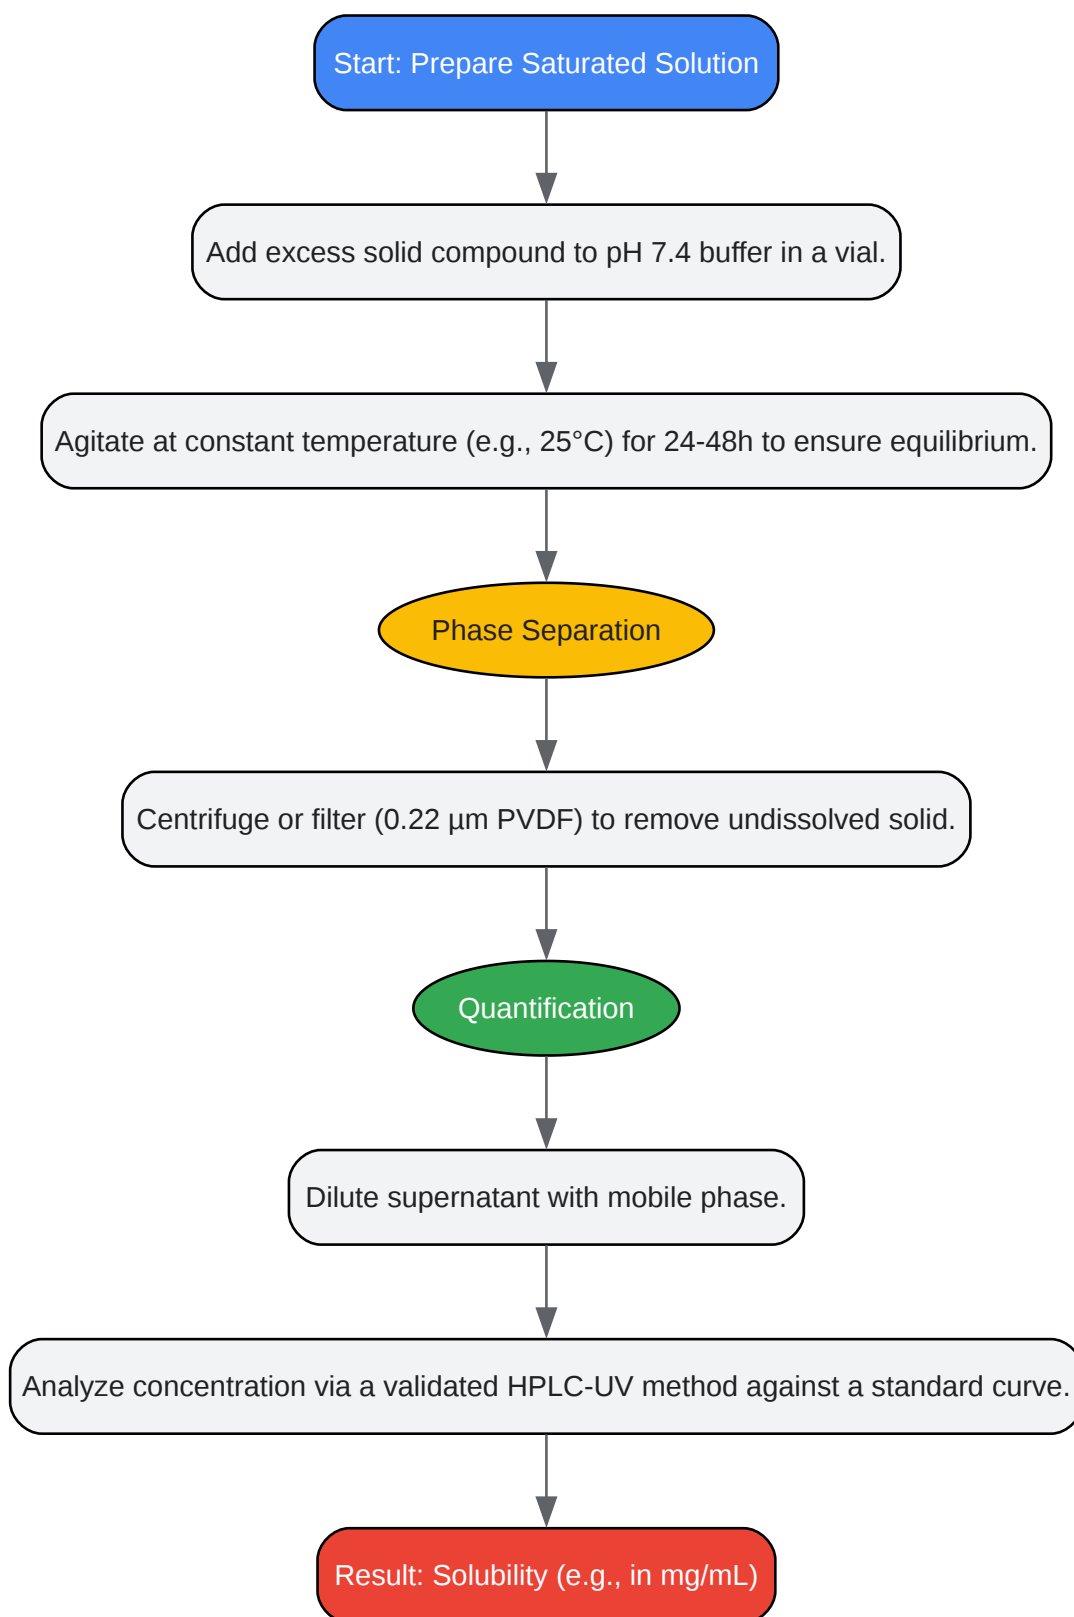 Start: Prepare Saturated Solution
Add excess solid compound to pH 7.4 buffer in a vial.
Agitate at constant temperature (e.g., 25°C) for 24-48h to ensure equilibrium.
Phase Separation
Centrifuge or filter (0.22 µm PVDF) to remove undissolved solid.
Quantification
Dilute supernatant with mobile phase.
Analyze concentration via a validated HPLC-UV method against a standard curve.
Result: Solubility (e.g., in mg/mL)